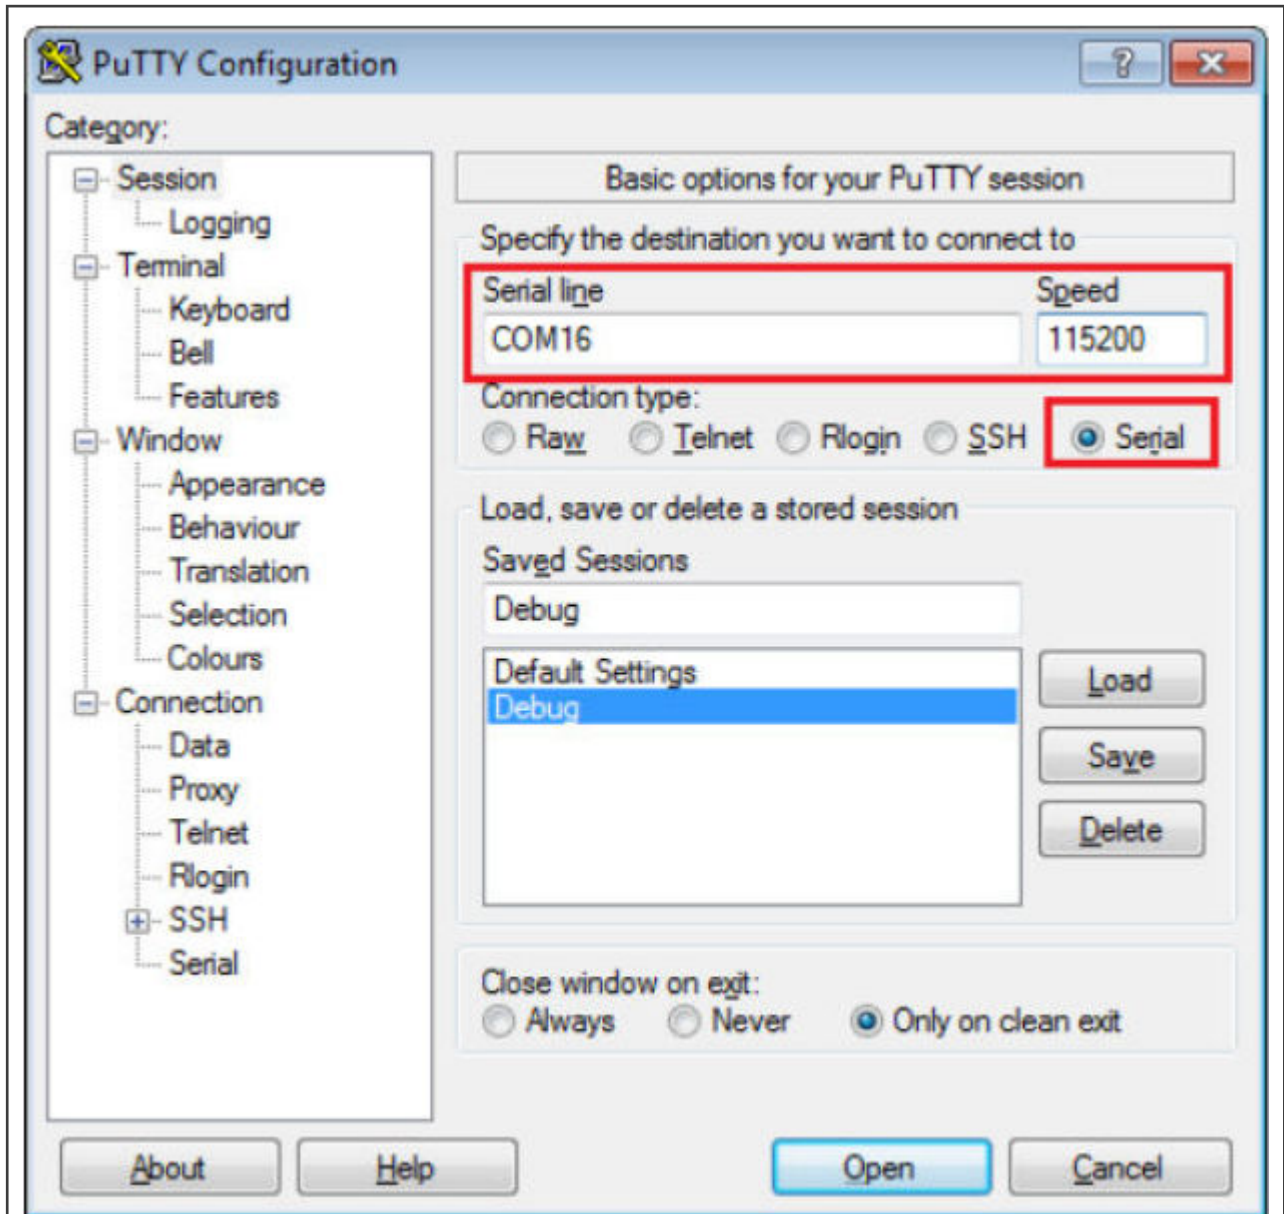 PuTTY Configuration
?
Category:
Session
Logging
Terminal
Keyboard
Bell
Features
Window
Appearance
Behaviour
Translation
Selection
Colours
Connection
Data
Proxy
Telnet
Rlogin
SSH
Serial
Basic options for your PuTTY session
Specify the destination you want to connect to
Serial line Speed
COM16 115200
Connection type:
Raw Telnet Rlogin SSH Serial
Load, save or delete a stored session
Saved Sessions
Debug
Default Settings
Debug
Load
Save
Delete
Close window on exit:
Always Never Only on clean exit
About Help Open Cancel